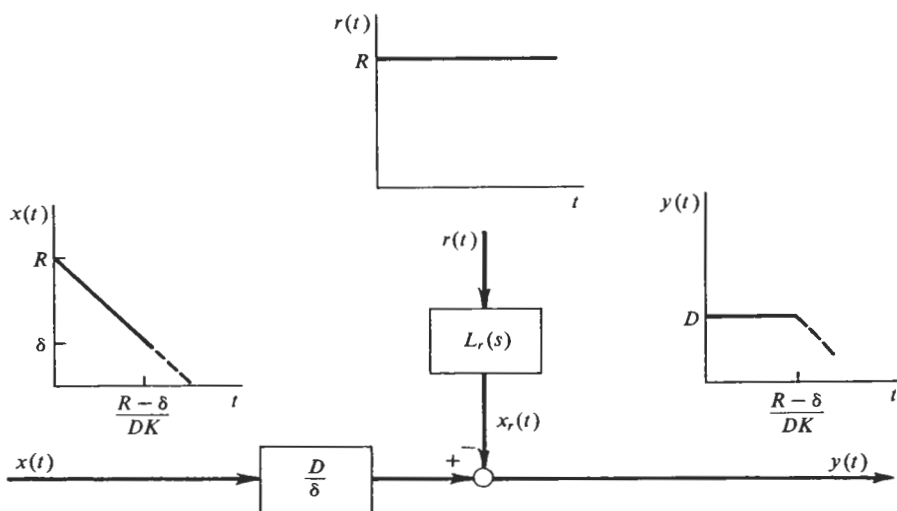 r(t)
R
t
x(t)
R
δ
R − δ
DK
t
r(t)
L_r(s)
x_r(t)
y(t)
D
R − δ
DK
t
x(t)
D
δ
+
−
y(t)